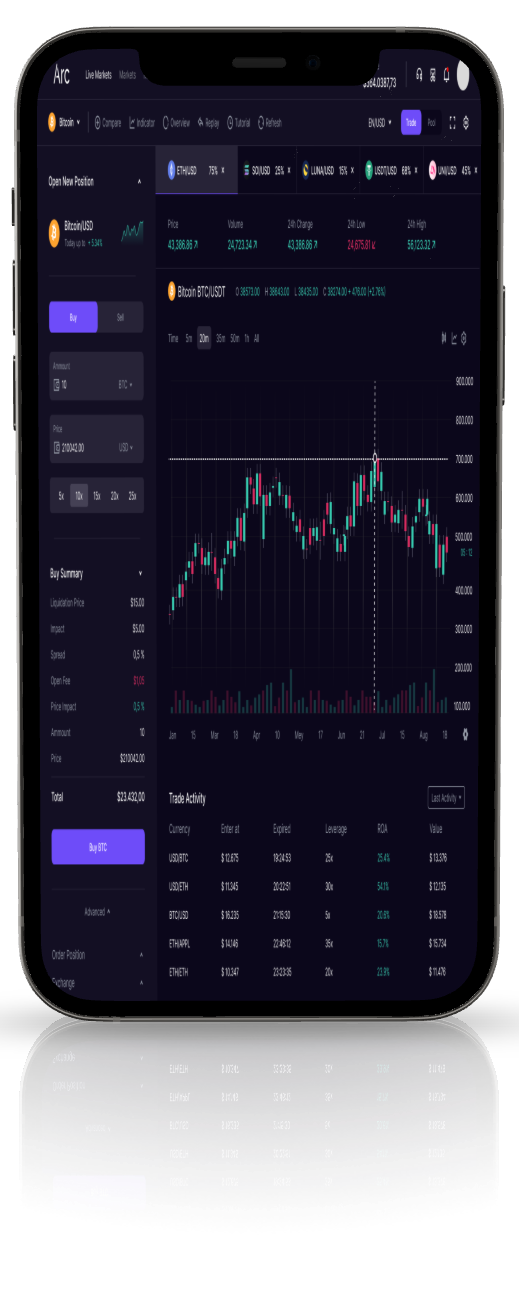 Arc Live Markets Markets
$364.0387,73
Bitcoin Compare Indicator Overview Replay Tutorial Refresh EN/USD Trade Pool
Open New Position
ETH/USD 75% × SOl/USD 25% × LUNA/USD 15% × USDT/USD 68% × UNI/USD 45% ×
Bitcoin/USD
Today up to + 5.34%
Price Volume 24h Change 24h Low 24h High
43,386.86 24,723.34 43,386.86 24,675.81 56,123.32
Bitcoin BTC/USDT O 38573.00 H 38643.00 L 38435.00 C 38274.00 + 476.00 (+2.76%)
Buy Sell
Time 5m 20m 35m 50m 1h All
Ammount
10 BTC
Price
210042.00 USD
5x 10x 15x 20x 25x
900.000
800.000
700.000
600.000
500.000
05 : 12
400.000
300.000
200.000
100.000
Jan 15 Mar 18 Apr 10 Mey 17 Jun 21 Jul 15 Aug 18
Buy Summary
Liquidation Price $15.00
Impact $5.00
Spread 0,5 %
Open Fee $1,05
Price Impact 0,5 %
Ammount 10
Price $210042.00
Total $23.432,00
Buy BTC
Advanced
Order Position
Exchange
Trade Activity Last Activity
Currency Enter at Expired Leverage ROA Value
USD/BTC $ 12.675 19:24:53 25x 25.4% $ 13.376
USD/ETH $ 11.345 20:22:51 30x 54.1% $ 12.135
BTC/USD $ 16.235 21:15:30 5x 20.6% $ 18.578
ETH/APPL $ 14.146 22:46:12 35x 15.7% $ 15.734
ETH/ETH $ 10.347 23:23:35 20x 23.9% $ 11.476